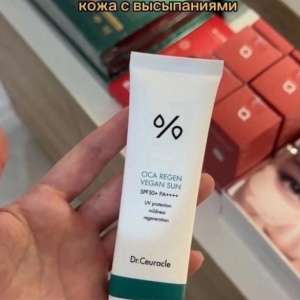 кожа с высыпаниями
CICA REGEN
VEGAN SUN
SPF50+ PA++++
UV protection
mildness
regeneration
Dr.Ceuracle